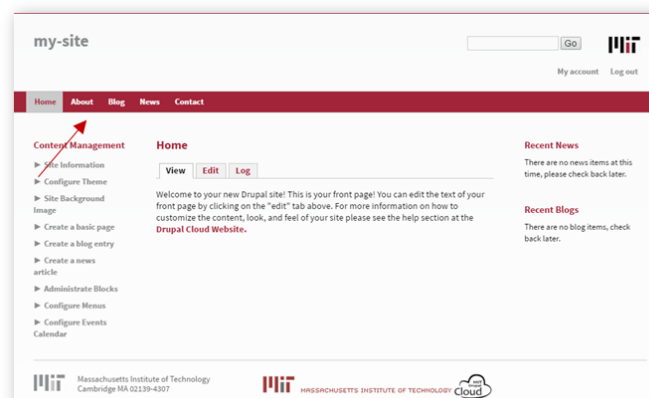 my-site
Go
MIT
My account Log out
Home About Blog News Contact
Content Management
Site Information
Configure Theme
Site Background
Image
Create a basic page
Create a blog entry
Create a news
article
Administrate Blocks
Configure Menus
Configure Events
Calendar
Home
View Edit Log
Welcome to your new Drupal site! This is your front page! You can edit the text of your
front page by clicking on the "edit" tab above. For more information on how to
customize the content, look, and feel of your site please see the help section at the
Drupal Cloud Website.
Recent News
There are no news items at this
time, please check back later.
Recent Blogs
There are no blog items, check
back later.
MIT
Massachusetts Institute of Technology
Cambridge MA 02139-4307
MIT
MASSACHUSETTS INSTITUTE OF TECHNOLOGY
cloud